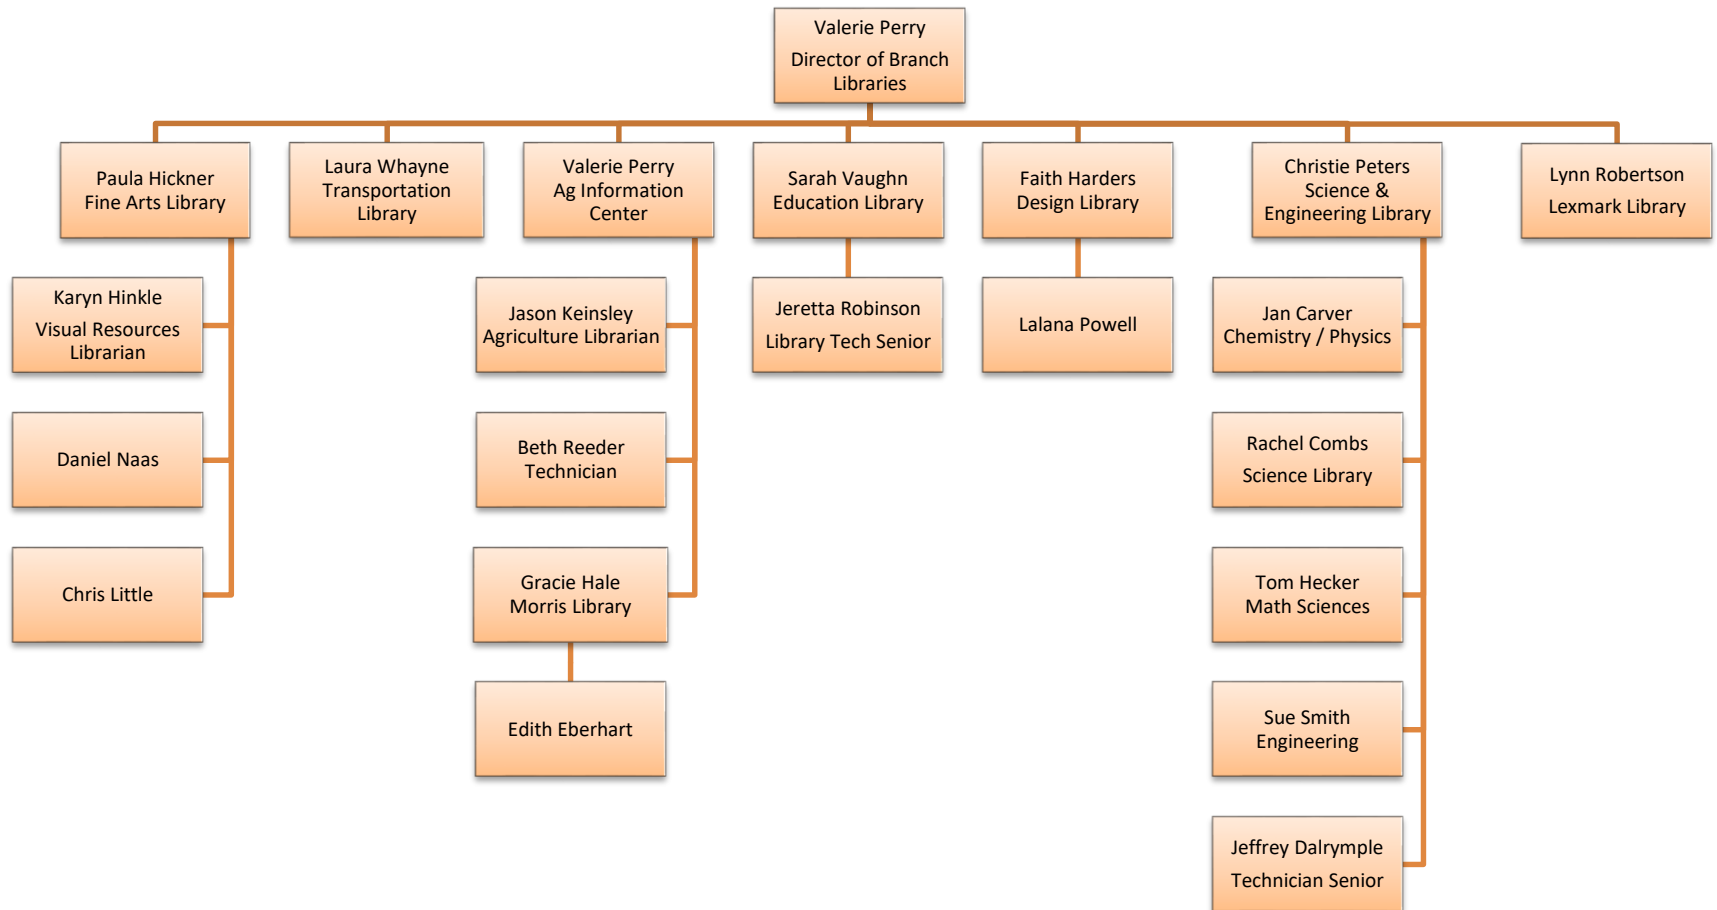 Valerie Perry
Director of Branch
Libraries
Paula Hickner
Fine Arts Library
Laura Whayne
Transportation
Library
Valerie Perry
Ag Information
Center
Sarah Vaughn
Education Library
Faith Harders
Design Library
Christie Peters
Science &
Engineering Library
Lynn Robertson
Lexmark Library
Karyn Hinkle
Visual Resources
Librarian
Daniel Naas
Chris Little
Jason Keinsley
Agriculture Librarian
Beth Reeder
Technician
Gracie Hale
Morris Library
Edith Eberhart
Jeretta Robinson
Library Tech Senior
Lalana Powell
Jan Carver
Chemistry / Physics
Rachel Combs
Science Library
Tom Hecker
Math Sciences
Sue Smith
Engineering
Jeffrey Dalrymple
Technician Senior